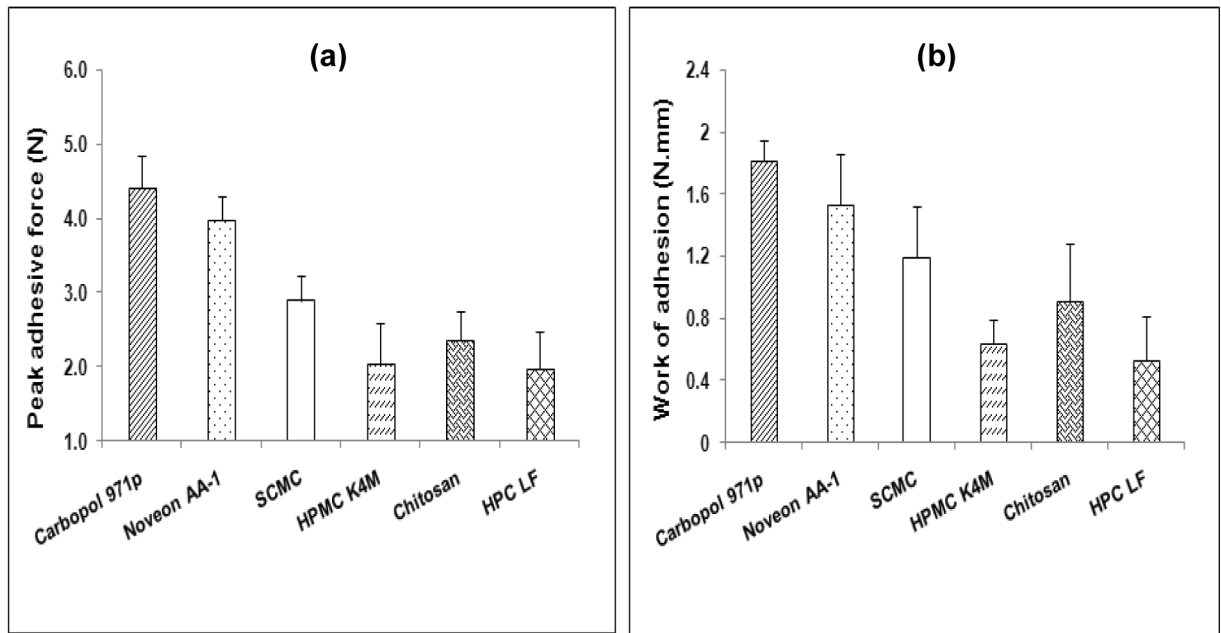 (a)
Peak adhesive force (N)
6.0
5.0
4.0
3.0
2.0
1.0
Carbopol 971p
Noveon AA-1
SCMC
HPMC K4M
Chitosan
HPC LF
(b)
Work of adhesion (N.mm)
2.4
2
1.6
1.2
0.8
0.4
0
Carbopol 971p
Noveon AA-1
SCMC
HPMC K4M
Chitosan
HPC LF